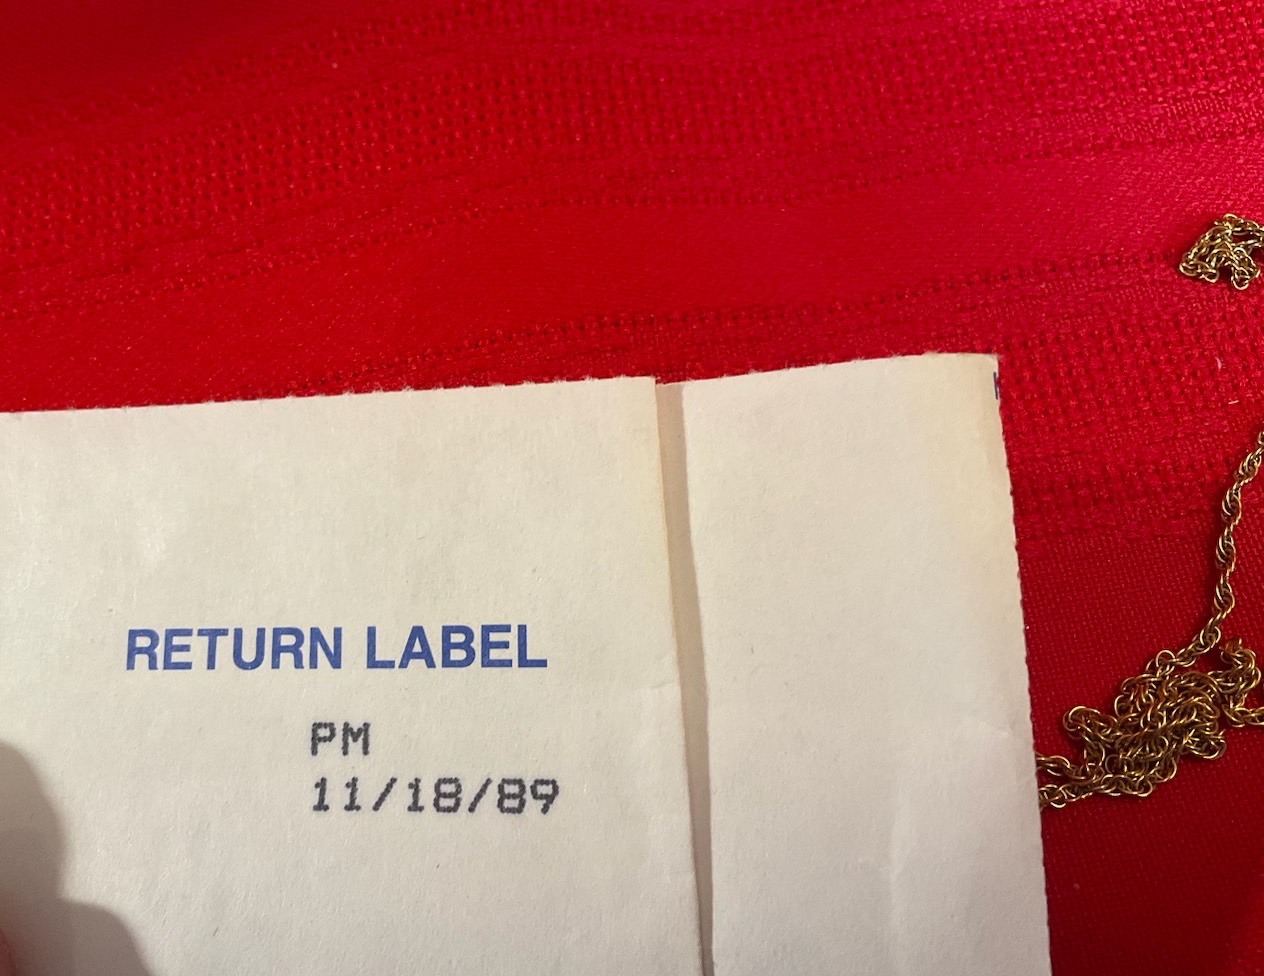 RETURN LABEL
PM
11/18/89